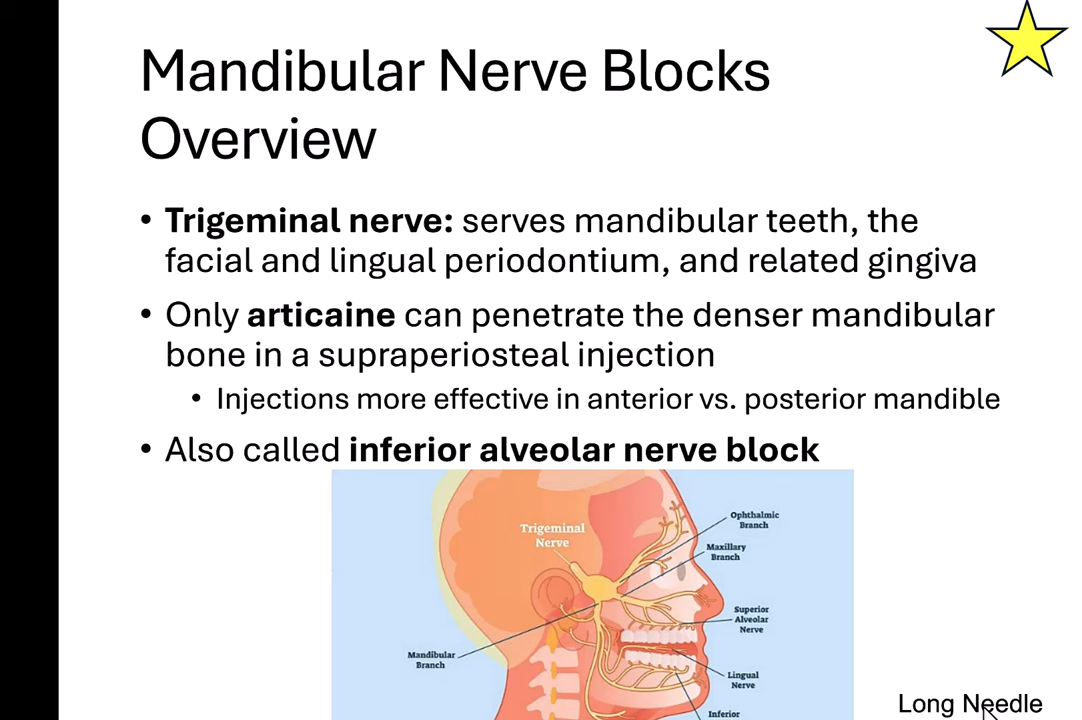 Mandibular Nerve Blocks
Overview
• Trigeminal nerve: serves mandibular teeth, the
facial and lingual periodontium, and related gingiva
• Only articaine can penetrate the denser mandibular
bone in a supraperiosteal injection
• Injections more effective in anterior vs. posterior mandible
• Also called inferior alveolar nerve block
Trigeminal
Nerve
Ophthalmic
Branch
Maxillary
Branch
Superior
Alveolar
Nerve
Mandibular
Branch
Lingual
Nerve
Inferior
Long Needle